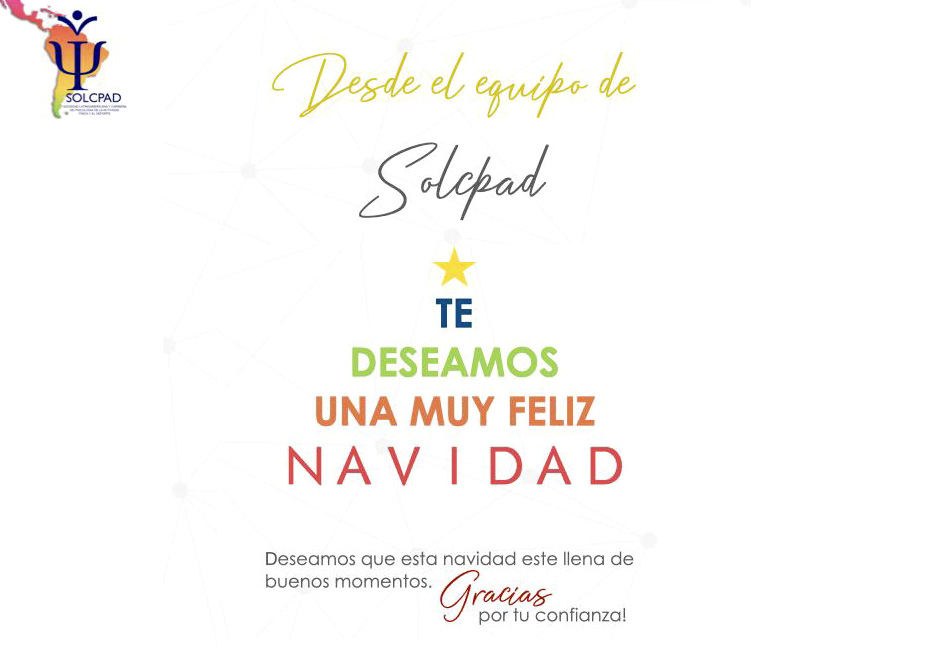 SOLCPAD
Desde el equipo de
Solcpad
TE
DESEAMOS
UNA MUY FELIZ
NAVIDAD
Deseamos que esta navidad este llena de
buenos momentos.
Gracias
por tu confianza!